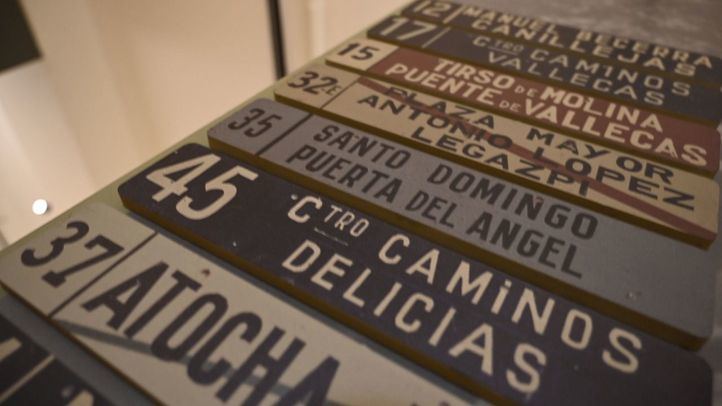 12 MANUEL BECERRA
CANILLEJAS
17 CTRO CAMINOS
VALLECAS
15 TIRSO DE MOLINA
PUENTE DE VALLECAS
32E PLAZA MAYOR
ANTONIO LOPEZ
LEGAZPI
35 SANTO DOMINGO
PUERTA DEL ANGEL
45 CTRO CAMiNOS
DELICIAS
37 ATOCHA